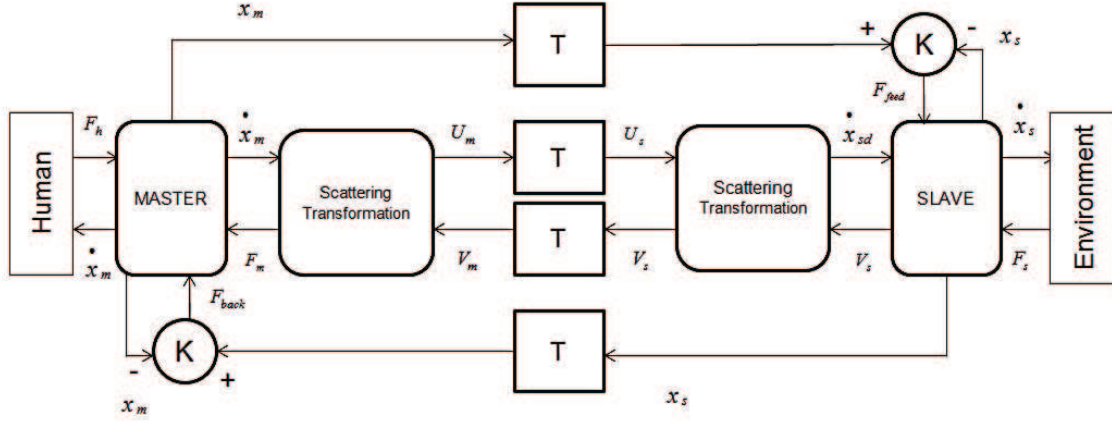 x_m
T
+
K
-
x_s
F_feed
Human
F_h
MASTER
ẋ_m
Scattering
Transformation
U_m
T
U_s
Scattering
Transformation
ẋ_sd
SLAVE
ẋ_s
Environment
ẋ_m
F_m
V_m
T
V_s
V_s
F_s
F_back
K
-
+
x_m
T
x_s